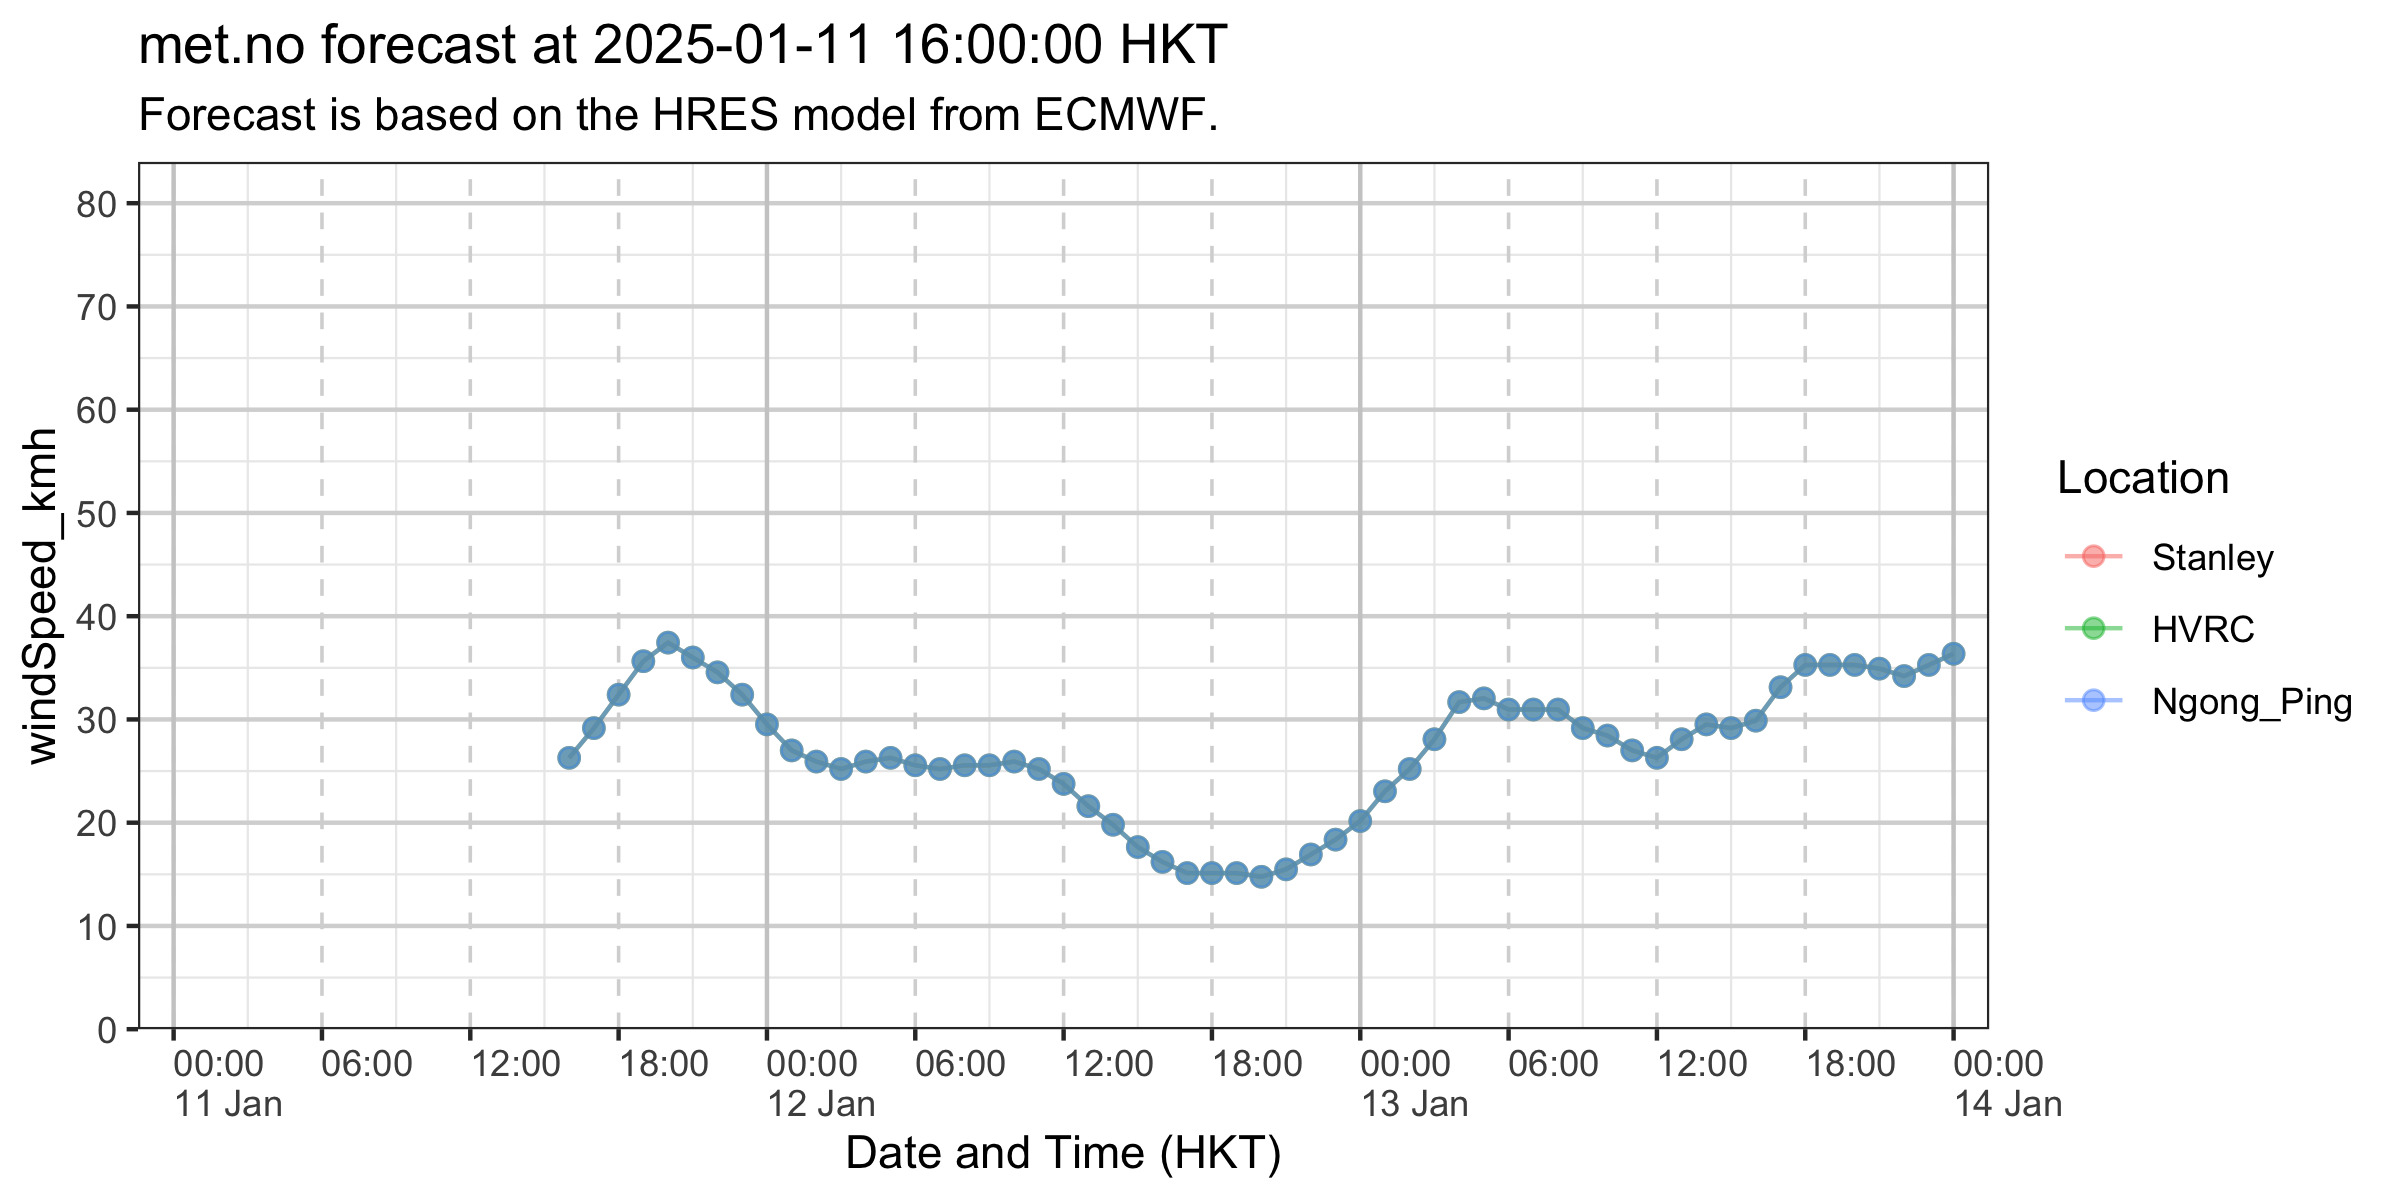 met.no forecast at 2025-01-11 16:00:00 HKT
Forecast is based on the HRES model from ECMWF.
windSpeed_kmh
80
70
60
50
40
30
20
10
0
00:00 06:00 12:00 18:00 00:00 06:00 12:00 18:00 00:00 06:00 12:00 18:00 00:00
11 Jan 12 Jan 13 Jan 14 Jan
Date and Time (HKT)
Location
Stanley
HVRC
Ngong_Ping